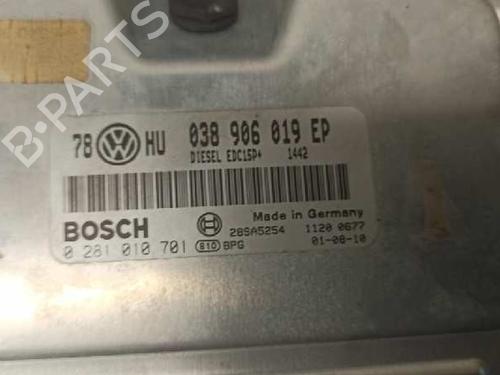 B-PARTS
78 HU 038 906 019 EP
DIESEL EDC15P+ 1442
BOSCH
Made in Germany
28SA5254 1120 0677
0 281 010 701 810 BPG 01-08-10